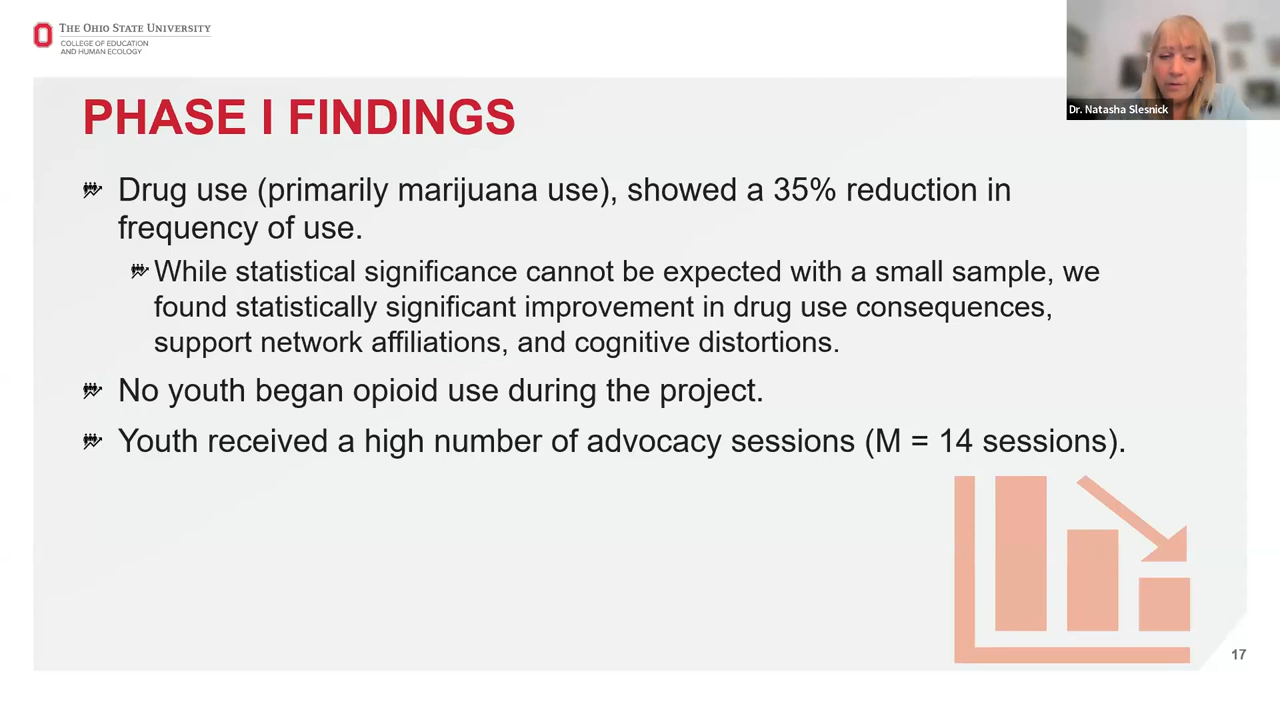 THE OHIO STATE UNIVERSITY
COLLEGE OF EDUCATION
AND HUMAN ECOLOGY
Dr. Natasha Slesnick
PHASE I FINDINGS
Drug use (primarily marijuana use), showed a 35% reduction in
frequency of use.
While statistical significance cannot be expected with a small sample, we
found statistically significant improvement in drug use consequences,
support network affiliations, and cognitive distortions.
No youth began opioid use during the project.
Youth received a high number of advocacy sessions (M = 14 sessions).
17